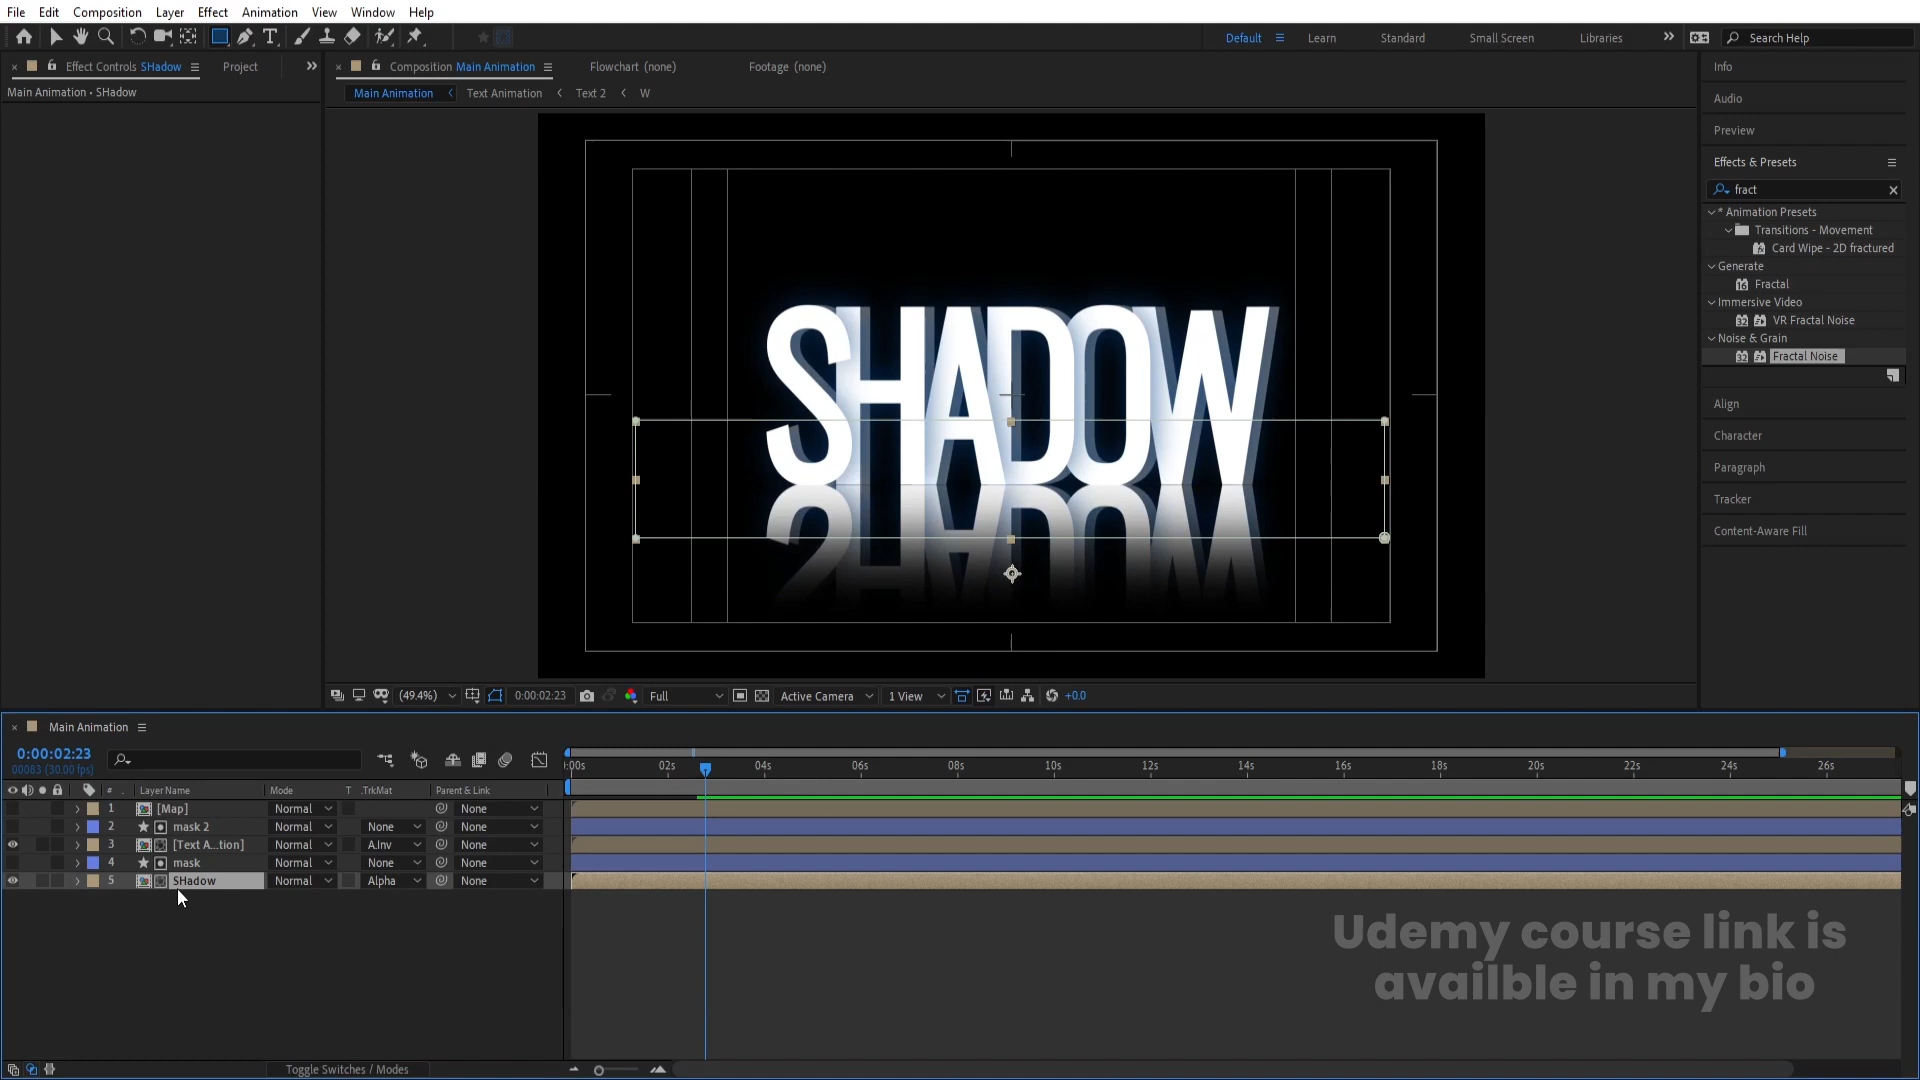 File Edit Composition Layer Effect Animation View Window Help
Default Learn Standard Small Screen Libraries Search Help
Effect Controls SHadow Project
Main Animation • SHadow
Composition Main Animation Flowchart (none) Footage (none)
Main Animation Text Animation Text 2 W
SHADOW
(49.4%) 0:00:02:23 Full Active Camera 1 View +0.0
Info
Audio
Preview
Effects & Presets
fract
* Animation Presets
Transitions - Movement
Card Wipe - 2D fractured
Generate
Fractal
Immersive Video
VR Fractal Noise
Noise & Grain
Fractal Noise
Align
Character
Paragraph
Tracker
Content-Aware Fill
Main Animation
0:00:02:23
00083 (30.00 fps)
:00s 02s 04s 06s 08s 10s 12s 14s 16s 18s 20s 22s 24s 26s
# Layer Name Mode T .TrkMat Parent & Link
1 [Map] Normal None
2 mask 2 Normal None None
3 [Text A...tion] Normal A.Inv None
4 mask Normal None None
5 SHadow Normal Alpha None
Udemy course link is
availble in my bio
Toggle Switches / Modes